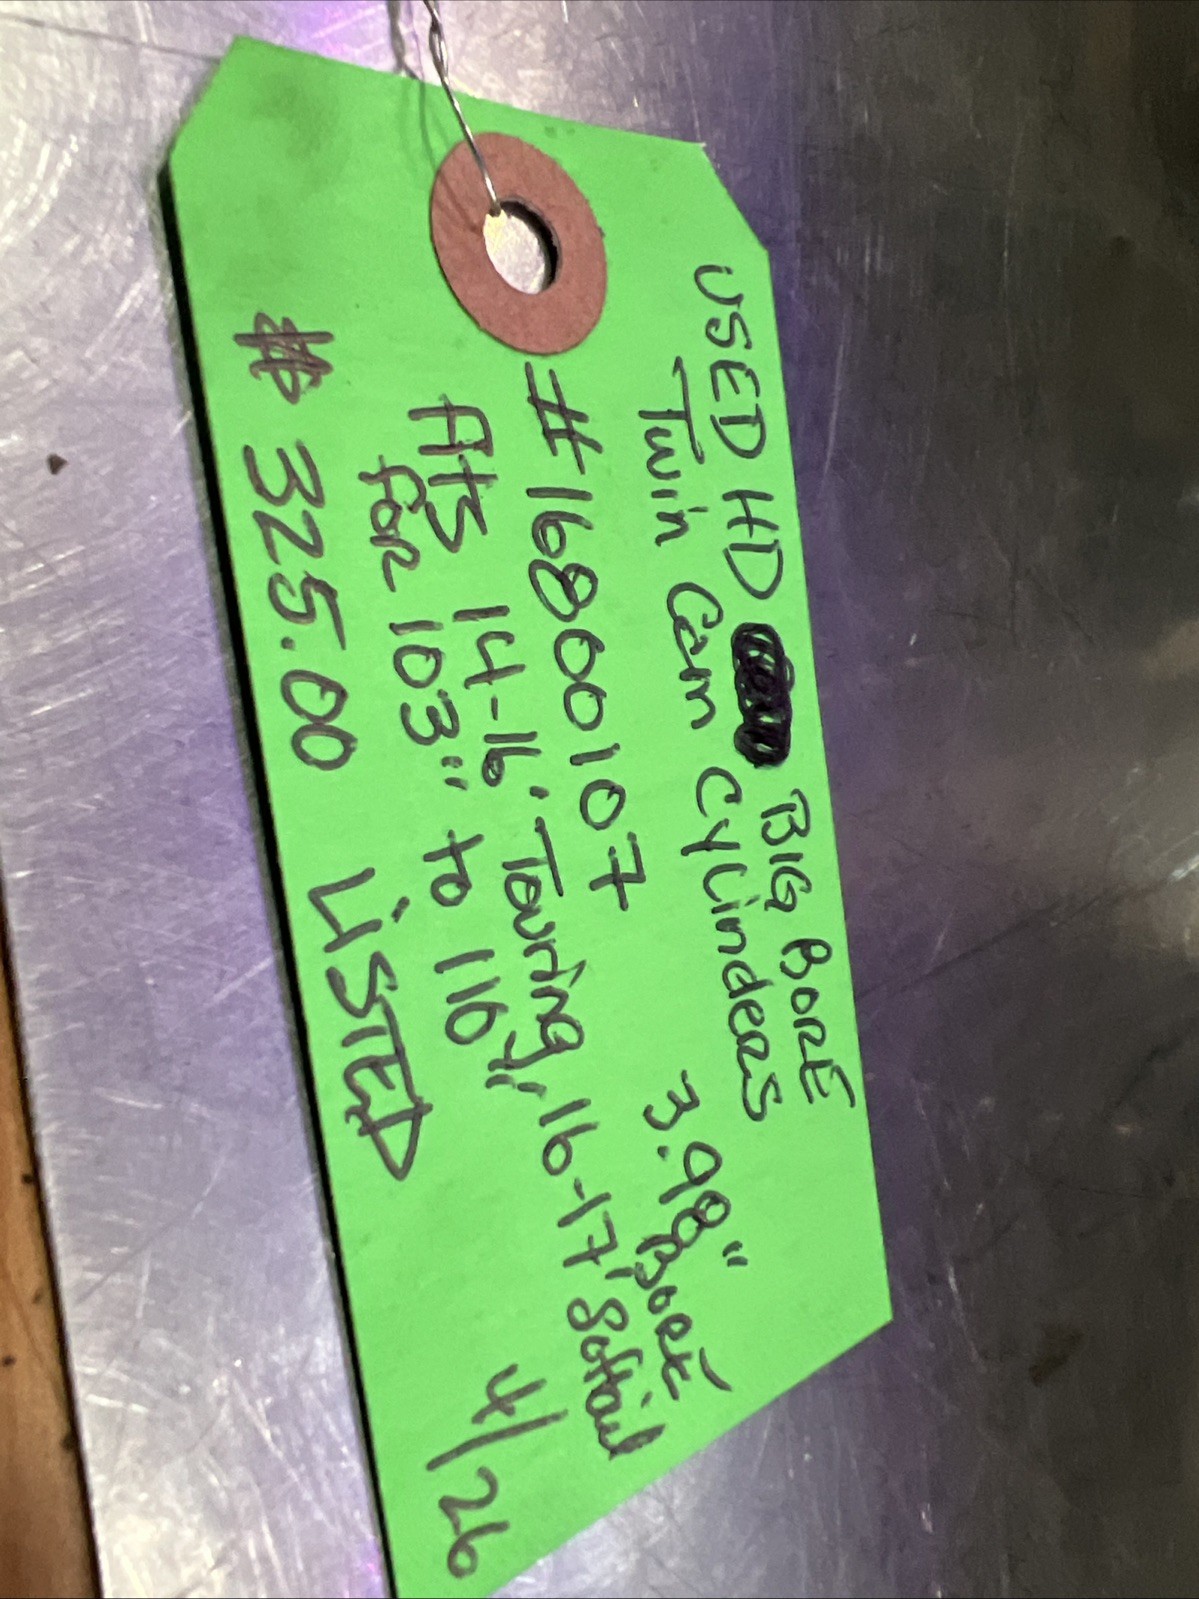 USED HD BIG BORE
Twin Cam CYLinders
3.98" BORE
#16800107
Fits 14-16. Touring, 16-17, Softail
for 103" to 110"
4/26
$ 325.00 LiSTED